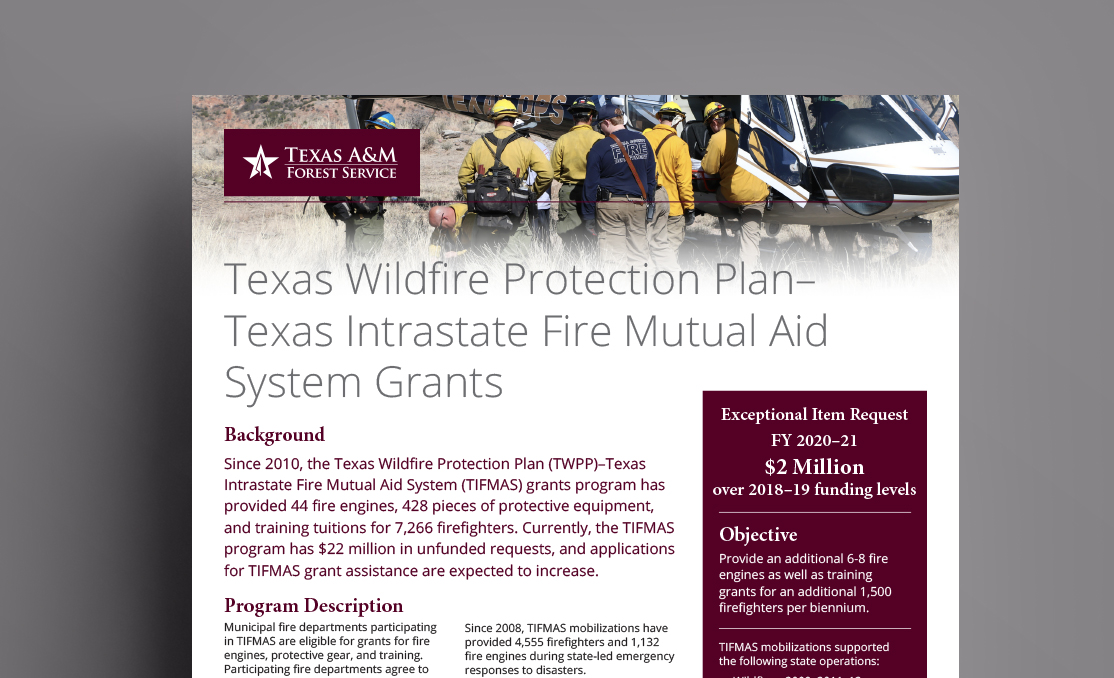 TEXAS A&M
FOREST SERVICE
FIRE
Texas Wildfire Protection Plan–
Texas Intrastate Fire Mutual Aid
System Grants
Background
Since 2010, the Texas Wildfire Protection Plan (TWPP)–Texas
Intrastate Fire Mutual Aid System (TIFMAS) grants program has
provided 44 fire engines, 428 pieces of protective equipment,
and training tuitions for 7,266 firefighters. Currently, the TIFMAS
program has $22 million in unfunded requests, and applications
for TIFMAS grant assistance are expected to increase.
Program Description
Municipal fire departments participating
in TIFMAS are eligible for grants for fire
engines, protective gear, and training.
Participating fire departments agree to
Since 2008, TIFMAS mobilizations have
provided 4,555 firefighters and 1,132
fire engines during state-led emergency
responses to disasters.
Exceptional Item Request
FY 2020–21
$2 Million
over 2018–19 funding levels
Objective
Provide an additional 6-8 fire
engines as well as training
grants for an additional 1,500
firefighters per biennium.
TIFMAS mobilizations supported
the following state operations: